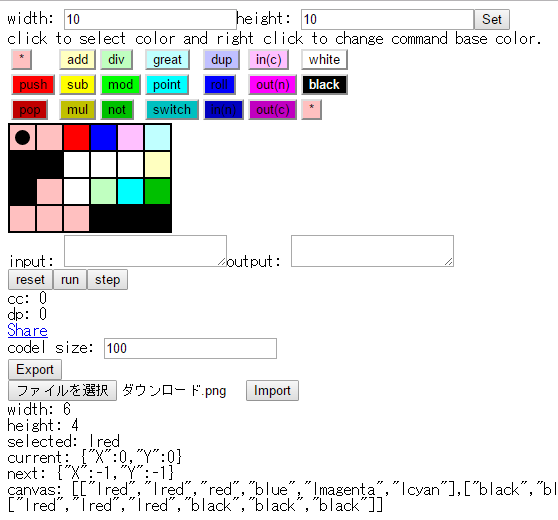 width: 10 height: 10 Set
click to select color and right click to change command base color.
* add div great dup in(c) white
push sub mod point roll out(n) black
pop mul not switch in(n) out(c) *
input: output:
reset run step
cc: 0
dp: 0
Share
codel size: 100
Export
ファイルを選択 ダウンロード.png Import
width: 6
height: 4
selected: lred
current: {"X":0,"Y":0}
next: {"X":-1,"Y":-1}
canvas: [["lred","lred","red","blue","lmagenta","lcyan"],["black","bl
["lred","lred","lred","black","black","black"]]